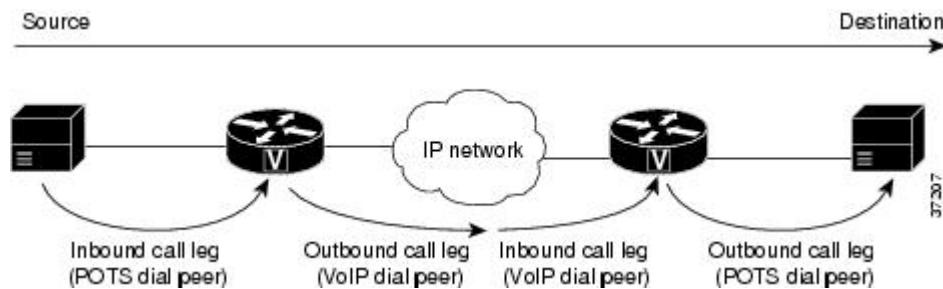 Source
Destination
IP network
V
V
37207
Inbound call leg
(POTS dial peer)
Outbound call leg
(VoIP dial peer)
Inbound call leg
(VoIP dial peer)
Outbound call leg
(POTS dial peer)